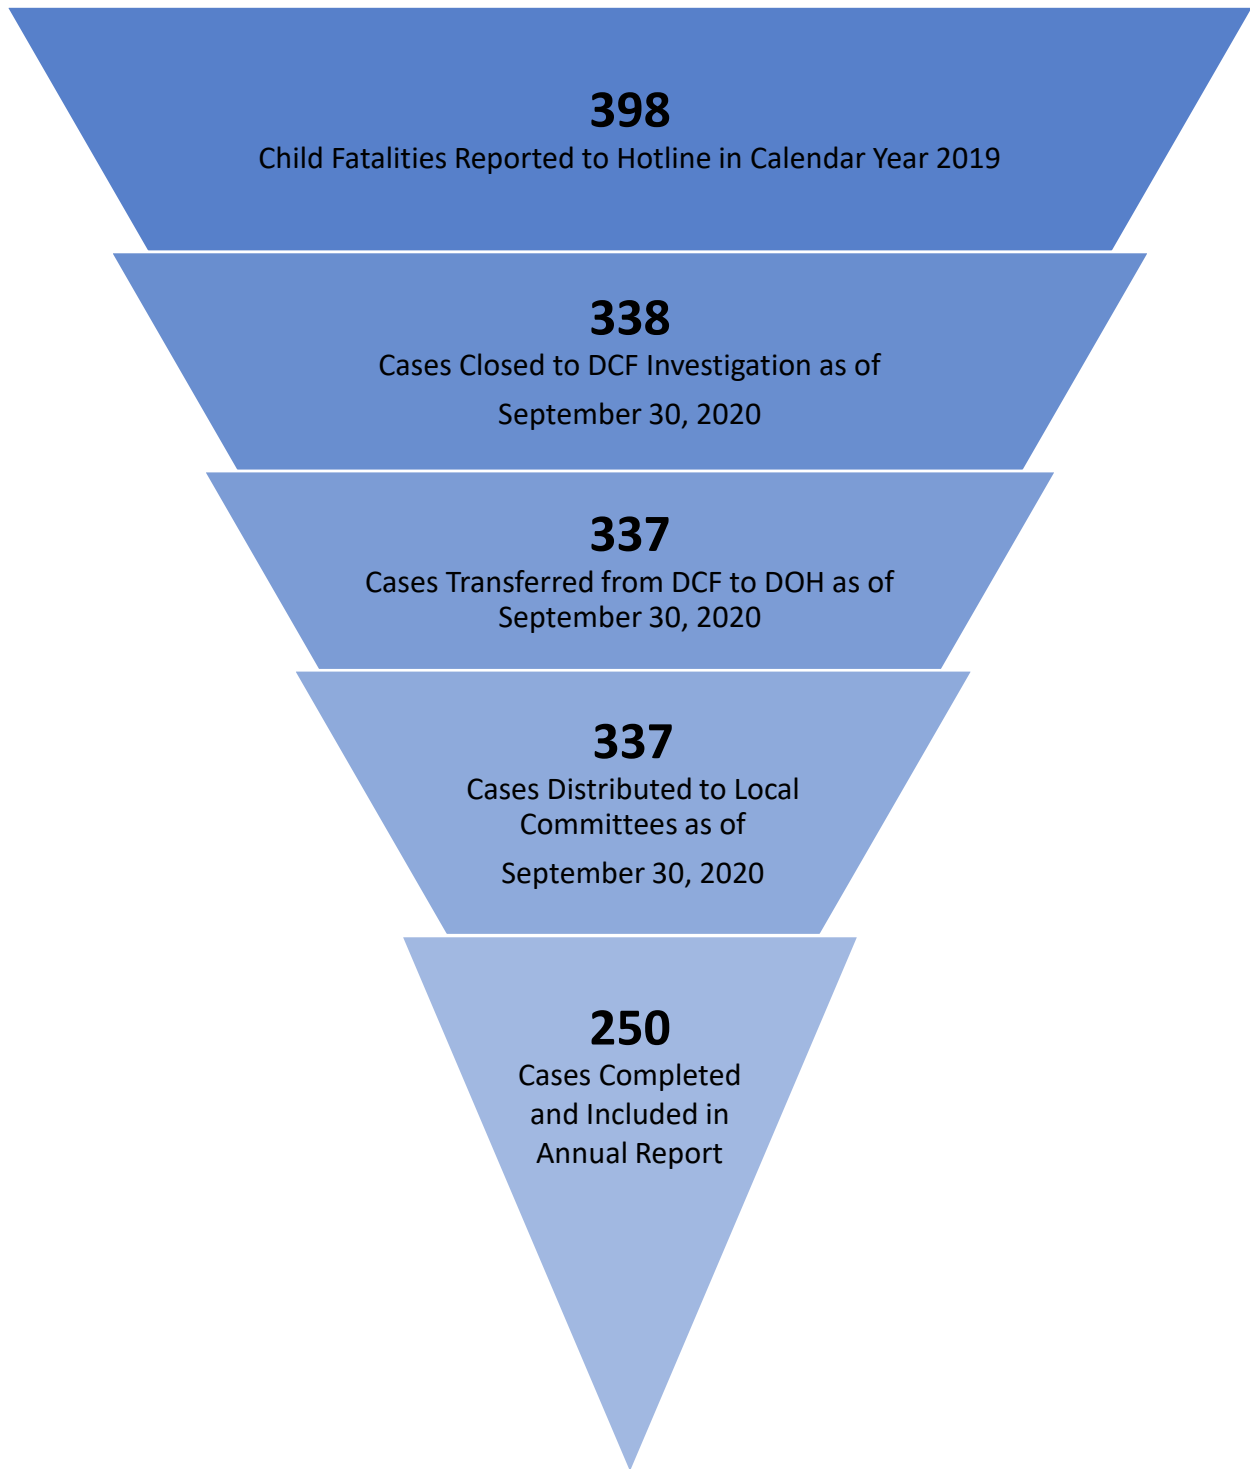 398
Child Fatalities Reported to Hotline in Calendar Year 2019
338
Cases Closed to DCF Investigation as of
September 30, 2020
337
Cases Transferred from DCF to DOH as of
September 30, 2020
337
Cases Distributed to Local
Committees as of
September 30, 2020
250
Cases Completed
and Included in
Annual Report